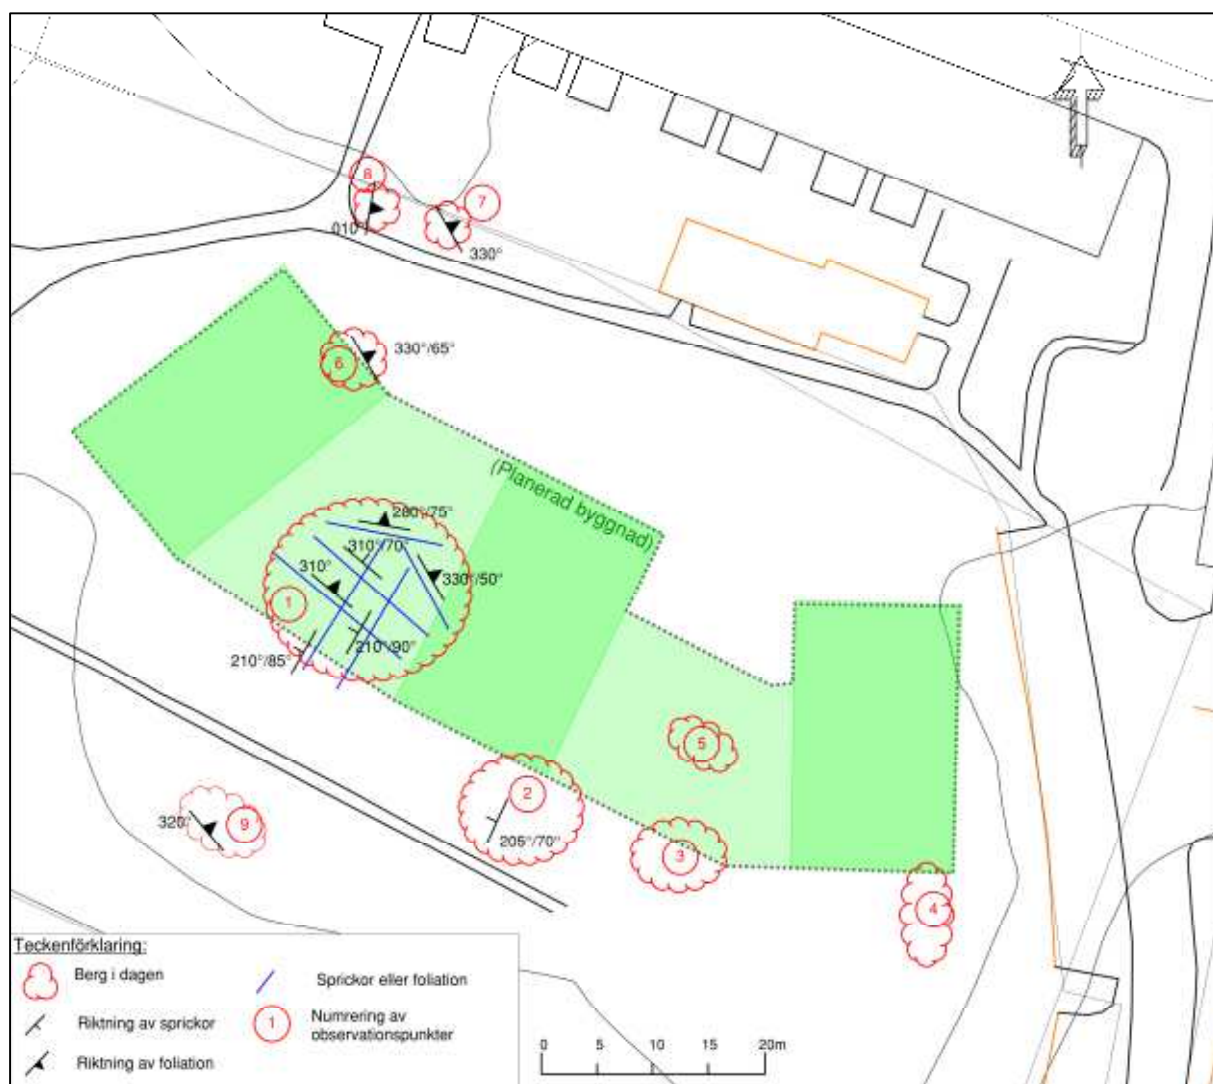 8
7
010°
330°
330°/65°
6
(Planerad byggnad)
280°/75°
310°/70°
310°
330°/50°
1
210°/90°
210°/85°
5
2
320°
9
205°/70°
3
4
Teckenförklaring:
Berg i dagen
Sprickor eller foliation
Riktning av sprickor
1
Numrering av
observationspunkter
Riktning av foliation
0
5
10
15
20m